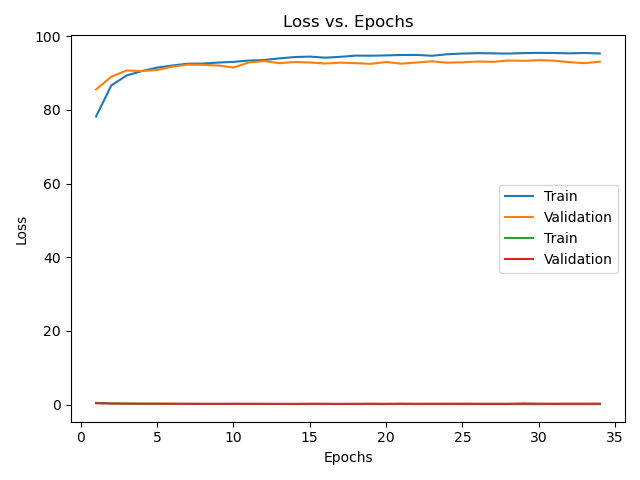 Loss vs. Epochs
100
80
60
40
20
0
Loss
Train
Validation
Train
Validation
0 5 10 15 20 25 30 35
Epochs